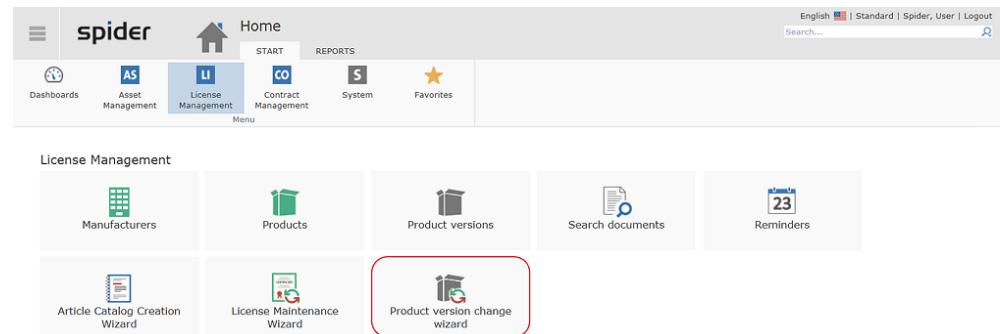 English | Standard | Spider, User | Logout
spider
Home
Search...
START REPORTS
AS LI CO S
Dashboards Asset Management License Management Contract Management System Favorites
Menu
License Management
23
Manufacturers Products Product versions Search documents Reminders
Article Catalog Creation Wizard License Maintenance Wizard Product version change wizard